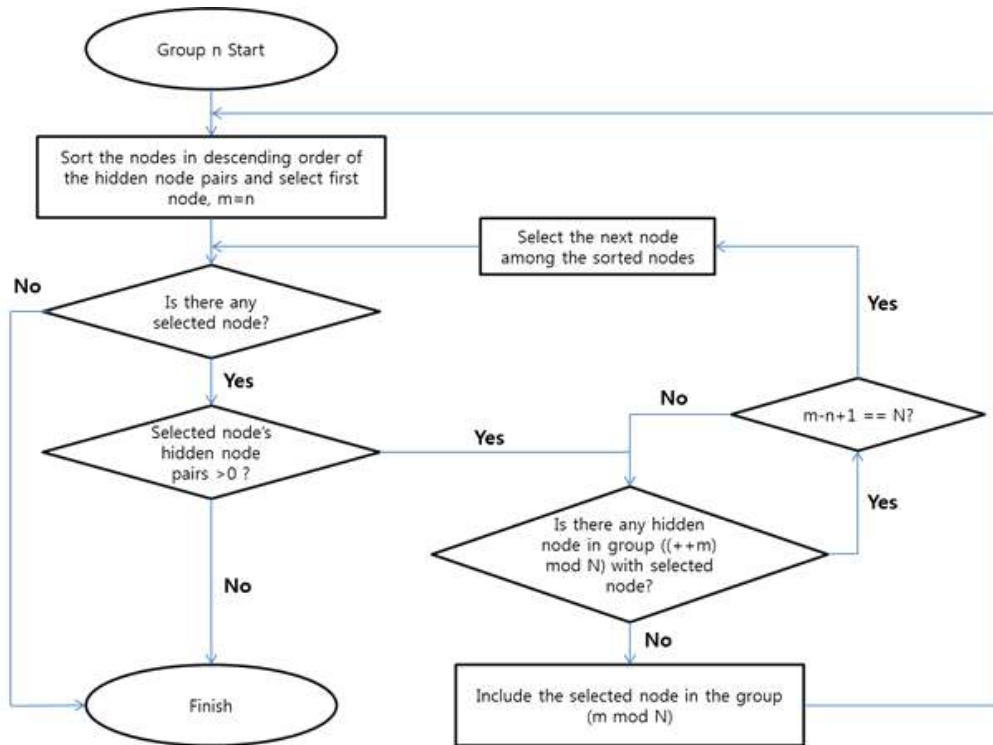 Group n Start
Sort the nodes in descending order of
the hidden node pairs and select first
node, m=n
Select the next node
among the sorted nodes
No
Is there any
selected node?
Yes
Yes
No
m-n+1 == N?
Selected node's
hidden node
pairs >0 ?
Yes
Yes
Is there any hidden
node in group ((++m)
mod N) with selected
node?
No
No
Finish
Include the selected node in the group
(m mod N)